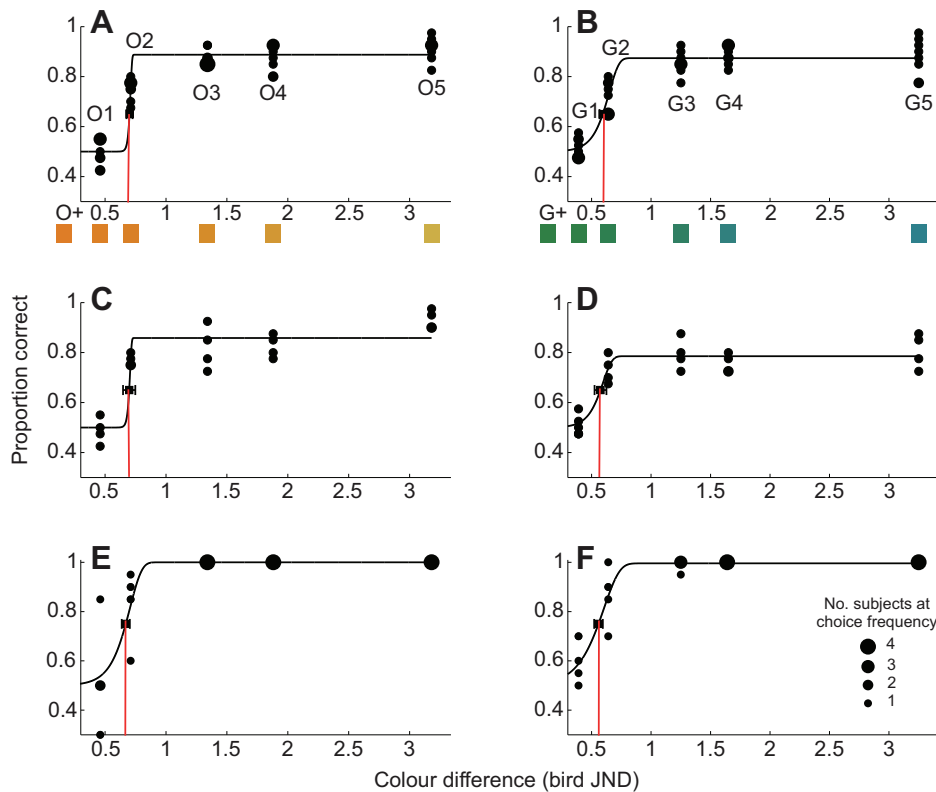 A
B
1
0.8
0.6
0.4
O1
O2
O3
O4
O5
1
0.8
0.6
0.4
G1
G2
G3
G4
G5
O+ 0.5 1 1.5 2 2.5 3
G+ 0.5 1 1.5 2 2.5 3
C
D
1
0.8
0.6
0.4
0.5 1 1.5 2 2.5 3
1
0.8
0.6
0.4
0.5 1 1.5 2 2.5 3
Proportion correct
E
F
1
0.8
0.6
0.4
0.5 1 1.5 2 2.5 3
1
0.8
0.6
0.4
0.5 1 1.5 2 2.5 3
No. subjects at
choice frequency
4
3
2
1
Colour difference (bird JND)